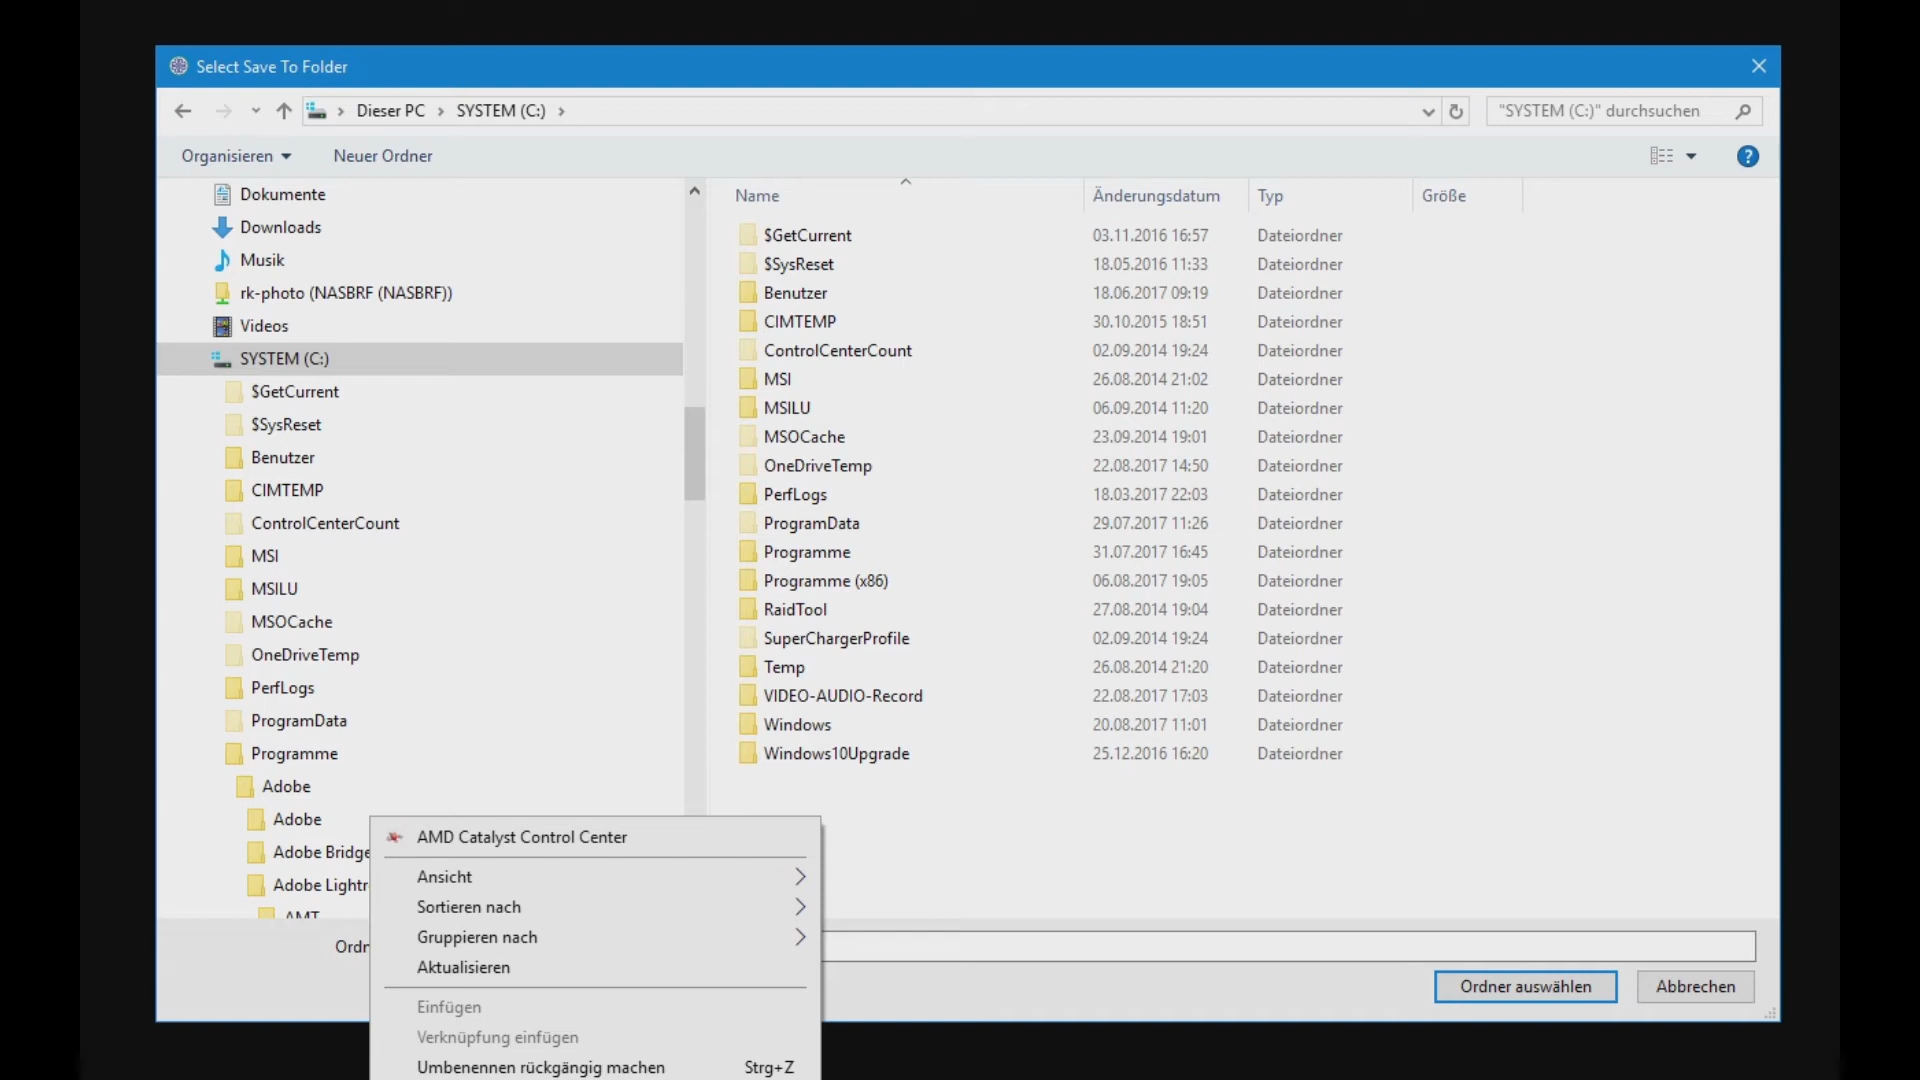 Select Save To Folder
Dieser PC
SYSTEM (C:)
"SYSTEM (C:)" durchsuchen
Organisieren
Neuer Ordner
?
Dokumente
Downloads
Musik
rk-photo (NASBRF (NASBRF))
Videos
SYSTEM (C:)
$GetCurrent
$SysReset
Benutzer
CIMTEMP
ControlCenterCount
MSI
MSILU
MSOCache
OneDriveTemp
PerfLogs
ProgramData
Programme
Adobe
Adobe
Adobe Bridge
Adobe Lightr
AMT
Name Änderungsdatum Typ Größe
$GetCurrent 03.11.2016 16:57 Dateiordner
$SysReset 18.05.2016 11:33 Dateiordner
Benutzer 18.06.2017 09:19 Dateiordner
CIMTEMP 30.10.2015 18:51 Dateiordner
ControlCenterCount 02.09.2014 19:24 Dateiordner
MSI 26.08.2014 21:02 Dateiordner
MSILU 06.09.2014 11:20 Dateiordner
MSOCache 23.09.2014 19:01 Dateiordner
OneDriveTemp 22.08.2017 14:50 Dateiordner
PerfLogs 18.03.2017 22:03 Dateiordner
ProgramData 29.07.2017 11:26 Dateiordner
Programme 31.07.2017 16:45 Dateiordner
Programme (x86) 06.08.2017 19:05 Dateiordner
RaidTool 27.08.2014 19:04 Dateiordner
SuperChargerProfile 02.09.2014 19:24 Dateiordner
Temp 26.08.2014 21:20 Dateiordner
VIDEO-AUDIO-Record 22.08.2017 17:03 Dateiordner
Windows 20.08.2017 11:01 Dateiordner
Windows10Upgrade 25.12.2016 16:20 Dateiordner
AMD Catalyst Control Center
Ansicht
Sortieren nach
Gruppieren nach
Aktualisieren
Einfügen
Verknüpfung einfügen
Umbenennen rückgängig machen Strg+Z
Ordn
Ordner auswählen
Abbrechen